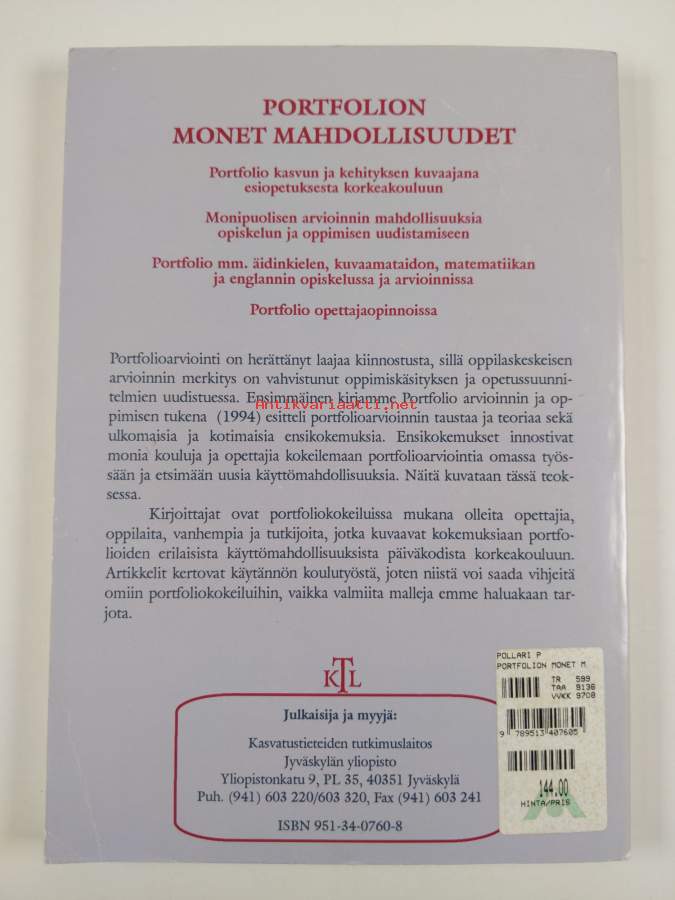 PORTFOLION
MONET MAHDOLLISUUDET
Portfolio kasvun ja kehityksen kuvaajana
esiopetuksesta korkeakouluun
Monipuolisen arvioinnin mahdollisuuksia
opiskelun ja oppimisen uudistamiseen
Portfolio mm. äidinkielen, kuvaamataidon, matematiikan
ja englannin opiskelussa ja arvioinnissa
Portfolio opettajaopinnoissa
Portfolioarviointi on herättänyt laajaa kiinnostusta, sillä oppilaskeskeisen
arvioinnin merkitys on vahvistunut oppimiskäsityksen ja opetussuunni-
telmien uudistuessa. Ensimmäinen kirjamme Portfolio arvioinnin ja op-
Antikvariaatti.net
pimisen tukena (1994) esitteli portfolioarvioinnin taustaa ja teoriaa sekä
ulkomaisia ja kotimaisia ensikokemuksia. Ensikokemukset innostivat
monia kouluja ja opettajia kokeilemaan portfolioarviointia omassa työs-
sään ja etsimään uusia käyttömahdollisuuksia. Näitä kuvataan tässä teok-
sessa.
Kirjoittajat ovat portfoliokokeiluissa mukana olleita opettajia,
oppilaita, vanhempia ja tutkijoita, jotka kuvaavat kokemuksiaan portfo-
lioiden erilaisista käyttömahdollisuuksista päiväkodista korkeakouluun.
Artikkelit kertovat käytännön koulutyöstä, joten niistä voi saada vihjeitä
omiin portfoliokokeiluihin, vaikka valmiita malleja emme haluakaan tar-
jota.
KTL
Julkaisija ja myyjä:
Kasvatustieteiden tutkimuslaitos
Jyväskylän yliopisto
Yliopistonkatu 9, PL 35, 40351 Jyväskylä
Puh. (941) 603 220/603 320, Fax (941) 603 241
ISBN 951-34-0760-8
POLLARI P
PORTFOLION MONET M
TR 599
TAA 9136
VVKK 9708
9 789513 407605
144.00
HINTA/PRIS